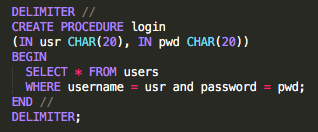 DELIMITER //
CREATE PROCEDURE login
(IN usr CHAR(20), IN pwd CHAR(20))
BEGIN
SELECT * FROM users
WHERE username = usr and password = pwd;
END //
DELIMITER;